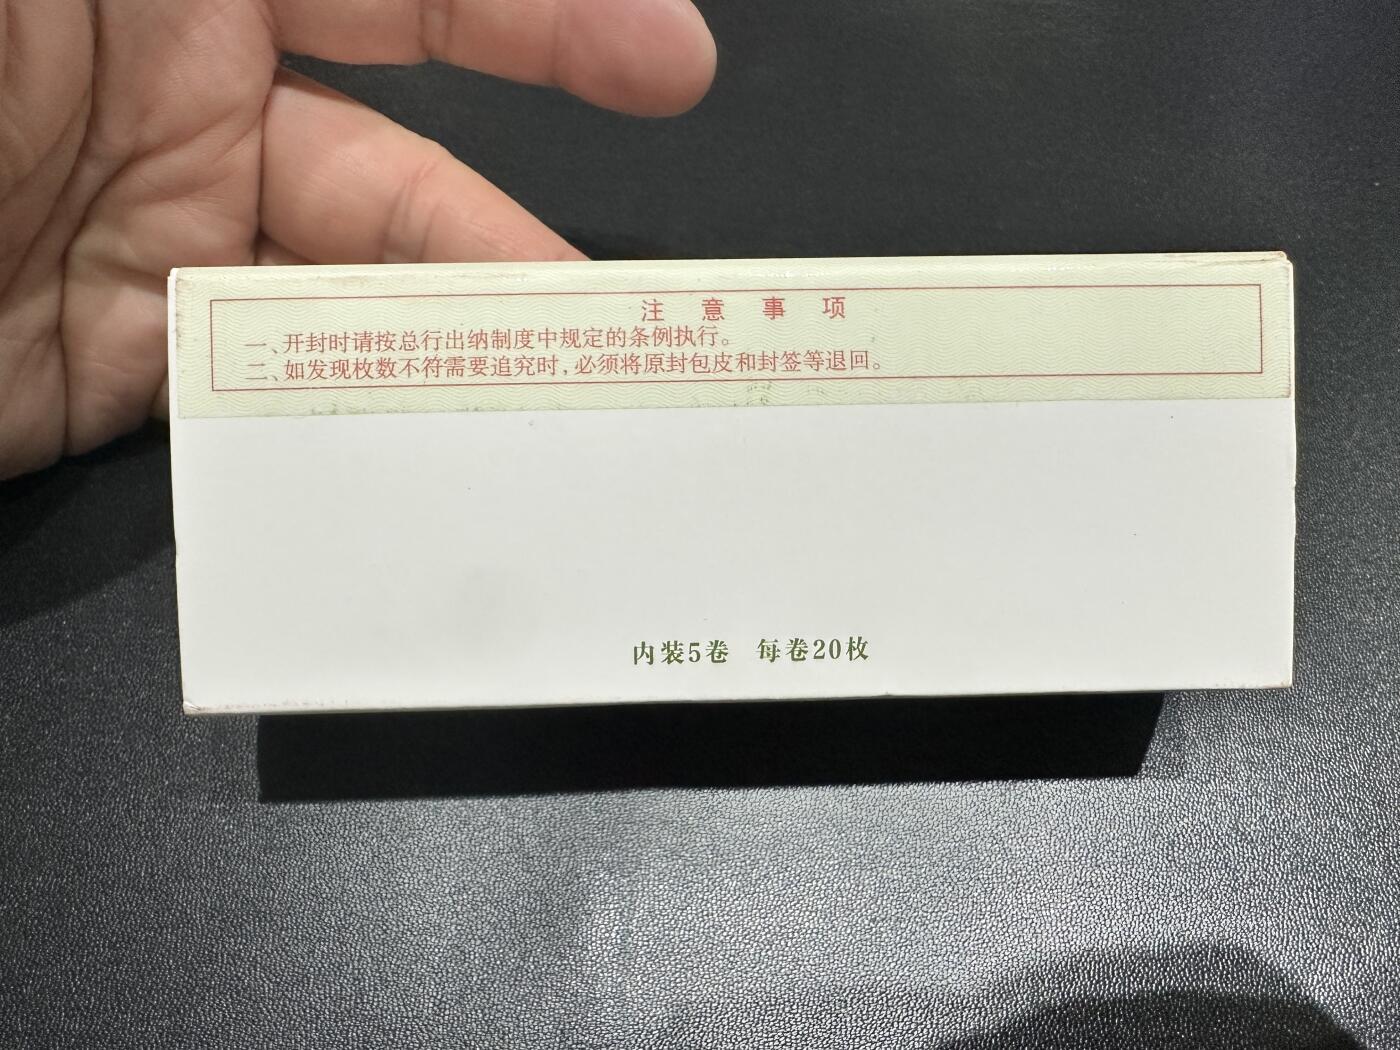 注意事项
一、开封时请按总行出纳制度中规定的条例执行。
二、如发现枚数不符需要追究时,必须将原封包皮和封签等退回。
内装5卷 每卷20枚